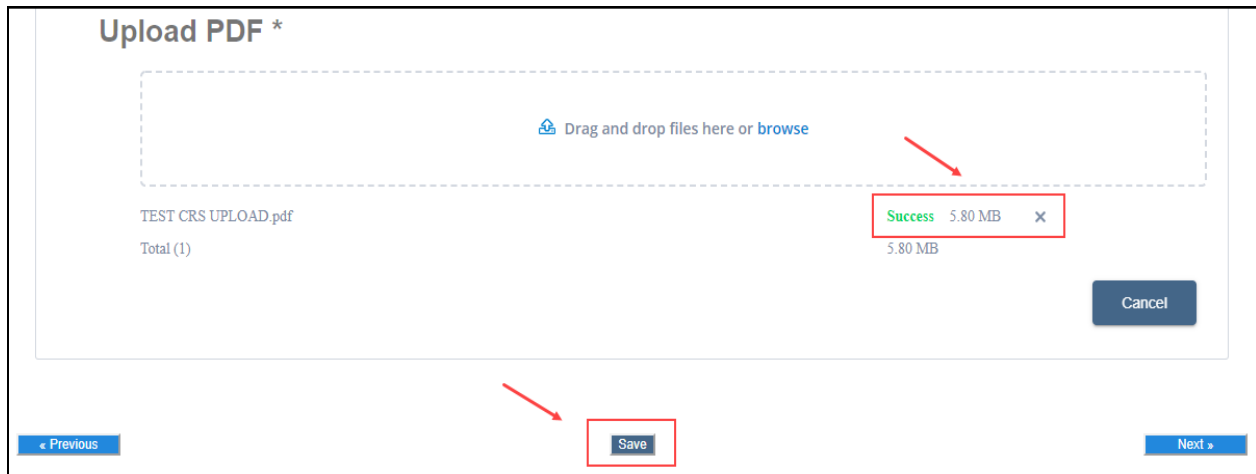 Upload PDF *
Drag and drop files here or browse
TEST CRS UPLOAD.pdf Success 5.80 MB ×
Total (1) 5.80 MB
Cancel
« Previous Save Next »